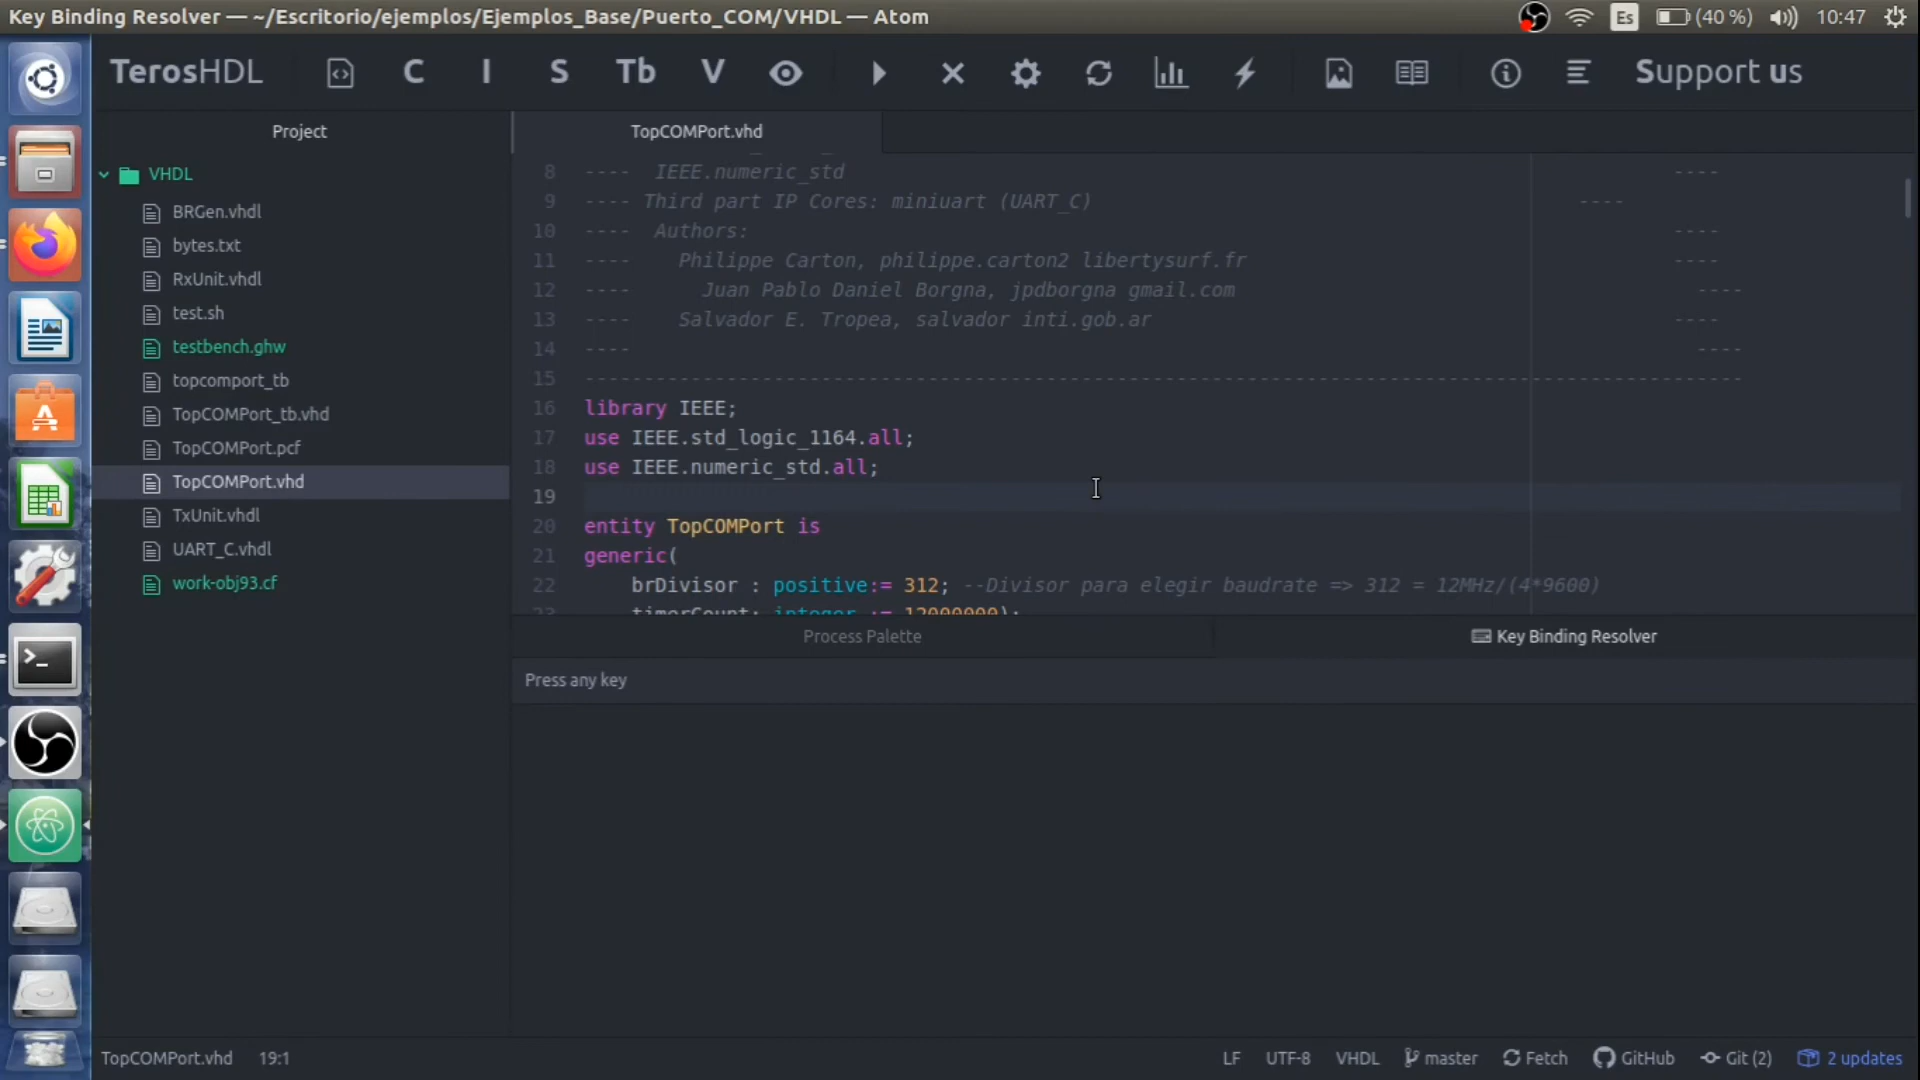 Key Binding Resolver — ~/Escritorio/ejemplos/Ejemplos_Base/Puerto_COM/VHDL — Atom
Es
(40 %)
10:47
TerosHDL
C
I
S
Tb
V
Support us
Project
TopCOMPort.vhd
VHDL
BRGen.vhdl
bytes.txt
RxUnit.vhdl
test.sh
testbench.ghw
topcomport_tb
TopCOMPort_tb.vhd
TopCOMPort.pcf
TopCOMPort.vhd
TxUnit.vhdl
UART_C.vhdl
work-obj93.cf
8 ---- IEEE.numeric_std ----
9 ---- Third part IP Cores: miniuart (UART_C) ----
10 ---- Authors: ----
11 ---- Philippe Carton, philippe.carton2 libertysurf.fr ----
12 ---- Juan Pablo Daniel Borgna, jpdborgna gmail.com ----
13 ---- Salvador E. Tropea, salvador inti.gob.ar ----
14 ---- ----
15 --------------------------------------------------------------------------------------------------
16 library IEEE;
17 use IEEE.std_logic_1164.all;
18 use IEEE.numeric_std.all;
19
20 entity TopCOMPort is
21 generic(
22 brDivisor : positive:= 312; --Divisor para elegir baudrate => 312 = 12MHz/(4*9600)
23 timerCount: integer := 12000000);
Process Palette
Key Binding Resolver
Press any key
TopCOMPort.vhd 19:1
LF UTF-8 VHDL master Fetch GitHub Git (2) 2 updates